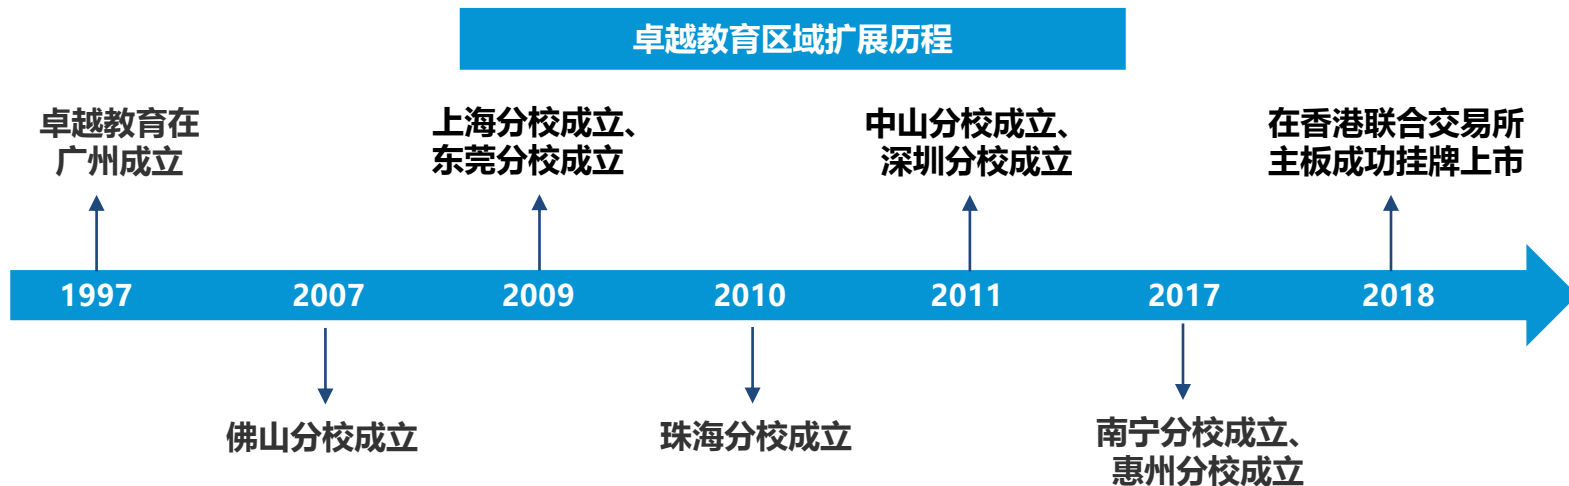 卓越教育区域扩展历程
卓越教育在
广州成立
上海分校成立、
东莞分校成立
中山分校成立、
深圳分校成立
在香港联合交易所
主板成功挂牌上市
1997
2007
2009
2010
2011
2017
2018
佛山分校成立
珠海分校成立
南宁分校成立、
惠州分校成立